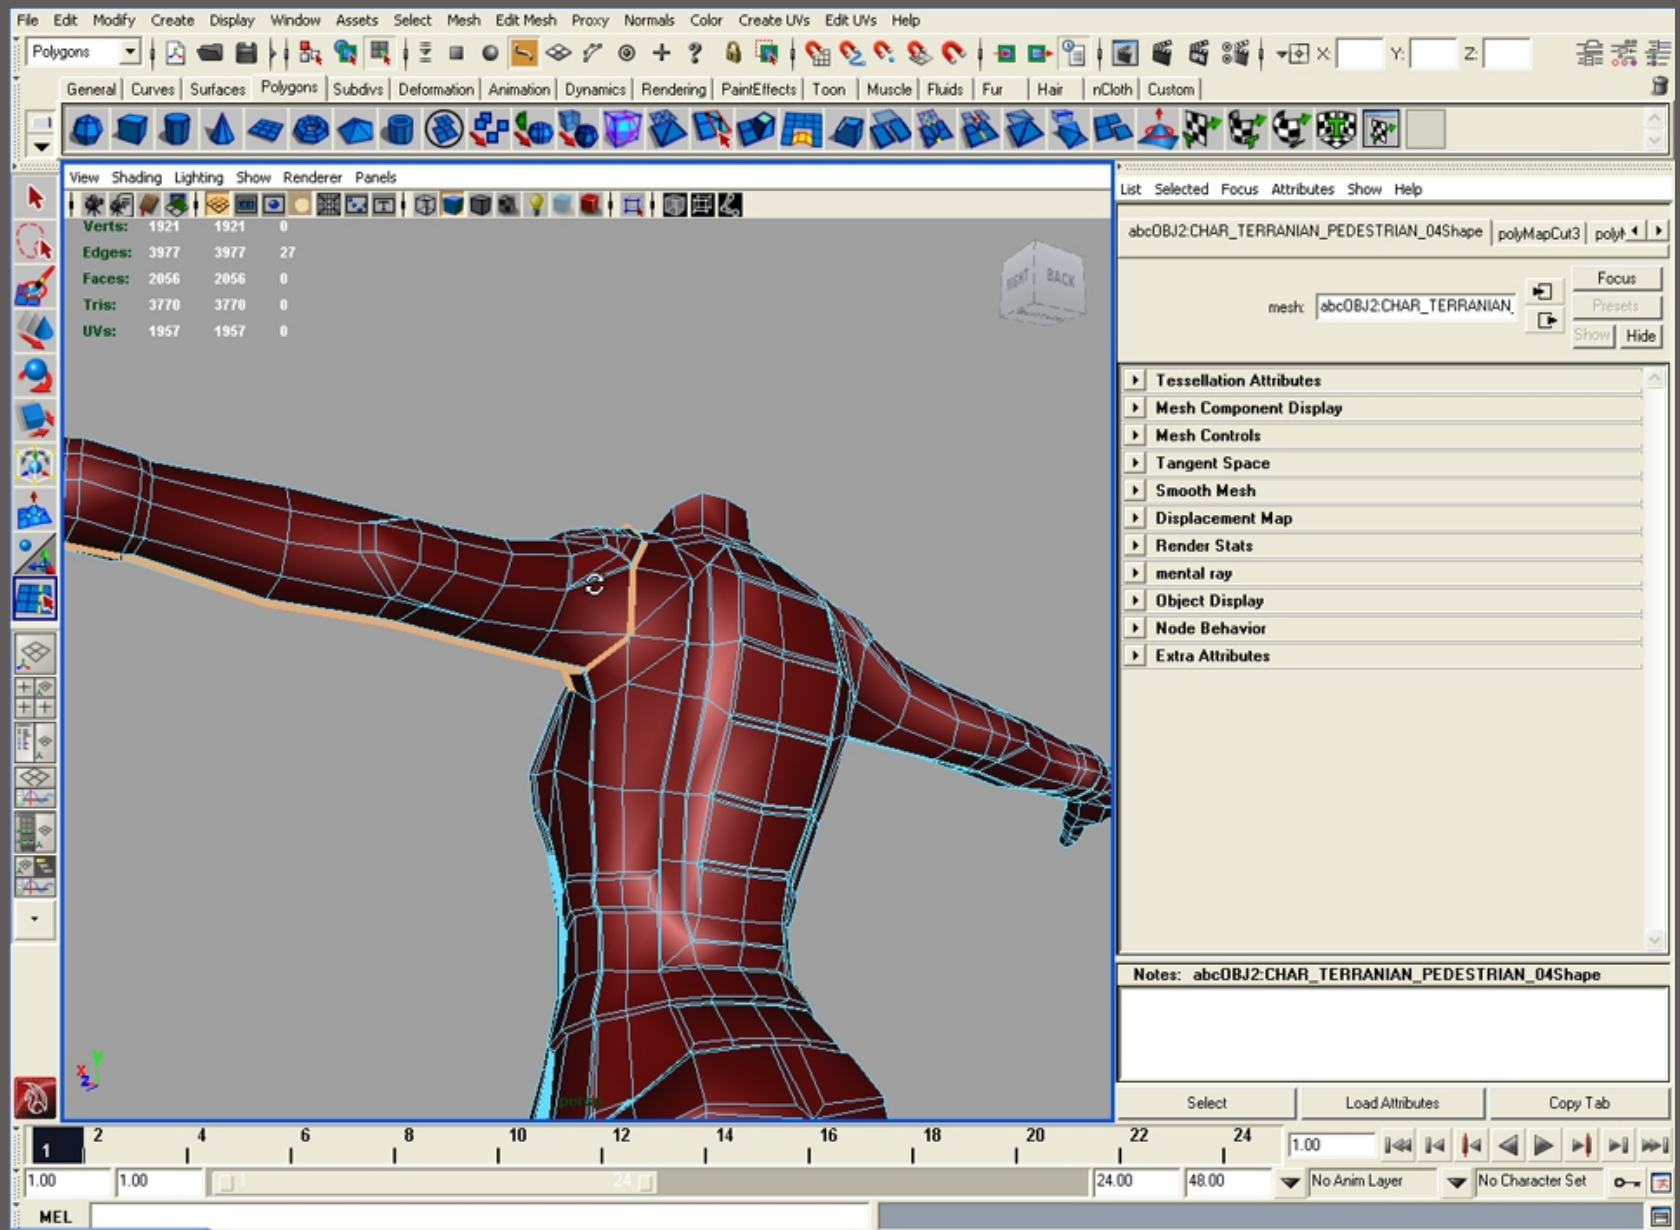 File Edit Modify Create Display Window Assets Select Mesh Edit Mesh Proxy Normals Color Create UVs Edit UVs Help
Polygons X: Y: Z:
General Curves Surfaces Polygons Subdivs Deformation Animation Dynamics Rendering PaintEffects Toon Muscle Fluids Fur Hair nCloth Custom
View Shading Lighting Show Renderer Panels
List Selected Focus Attributes Show Help
Verts: 1921 1921 0
Edges: 3977 3977 27
Faces: 2056 2056 0
Tris: 3770 3770 0
UVs: 1957 1957 0
RIGHT BACK
abcOBJ2:CHAR_TERRANIAN_PEDESTRIAN_04Shape polyMapCut3
mesh: abcOBJ2:CHAR_TERRANIAN_
Focus
Presets
Show Hide
Tessellation Attributes
Mesh Component Display
Mesh Controls
Tangent Space
Smooth Mesh
Displacement Map
Render Stats
mental ray
Object Display
Node Behavior
Extra Attributes
Notes: abcOBJ2:CHAR_TERRANIAN_PEDESTRIAN_04Shape
x y z
persp
Select Load Attributes Copy Tab
1 2 4 6 8 10 12 14 16 18 20 22 24 1.00
1.00 1.00 1 24 24.00 48.00 No Anim Layer No Character Set
MEL